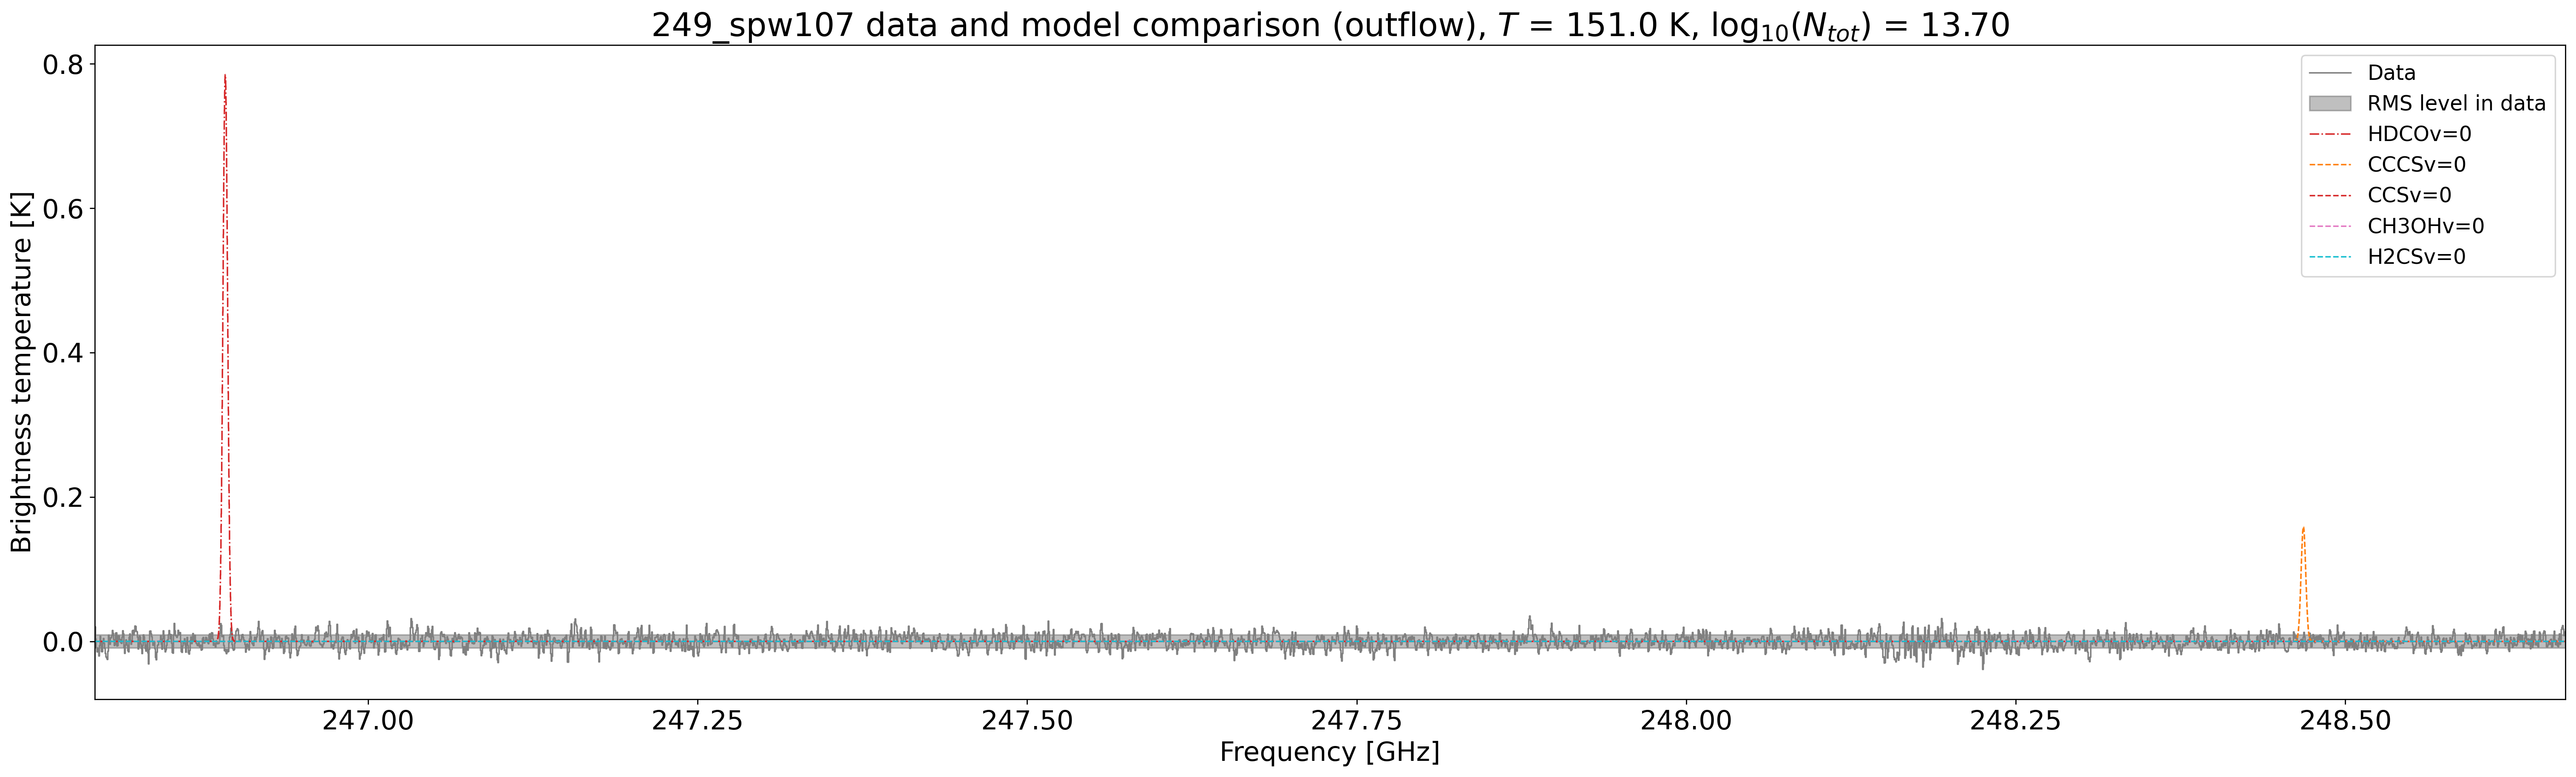 249_spw107 data and model comparison (outflow), T = 151.0 K, log₁₀(Nₜₒₜ) = 13.70
Brightness temperature [K]
0.8
0.6
0.4
0.2
0.0
Data
RMS level in data
HDCOv=0
CCCSv=0
CCSv=0
CH3OHv=0
H2CSv=0
247.00 247.25 247.50 247.75 248.00 248.25 248.50
Frequency [GHz]